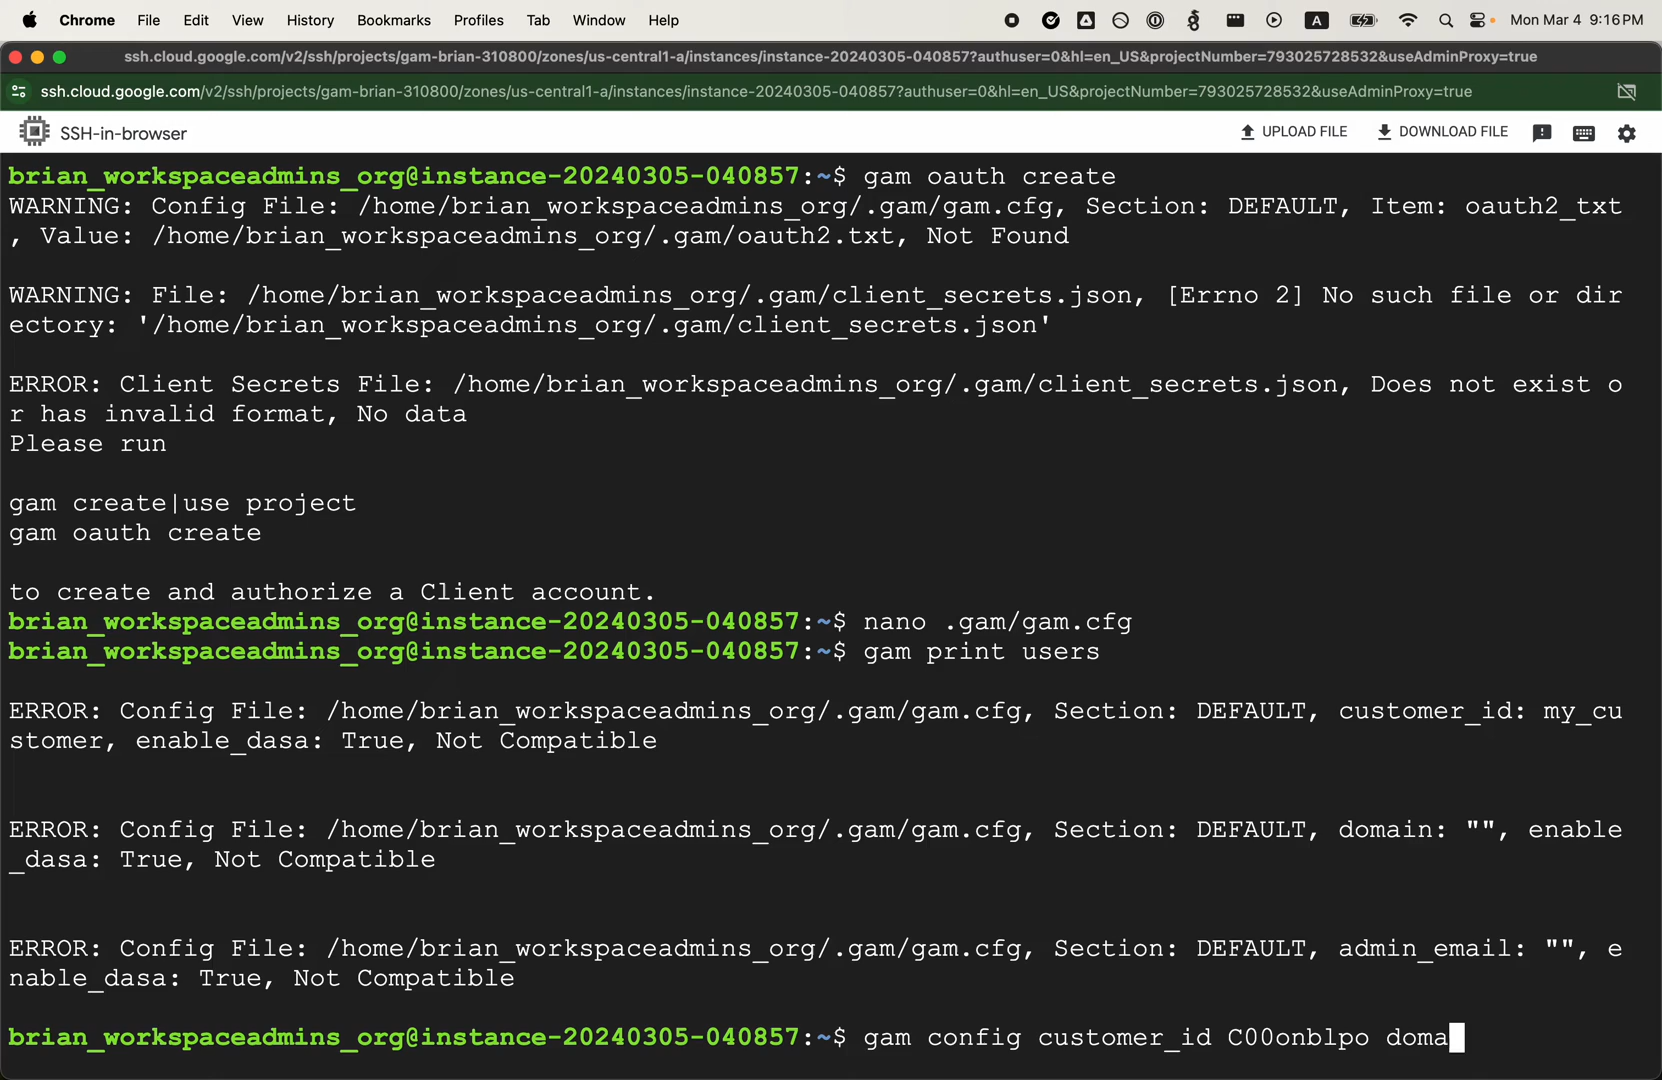 Chrome File Edit View History Bookmarks Profiles Tab Window Help A Mon Mar 4 9:16 PM
ssh.cloud.google.com/v2/ssh/projects/gam-brian-310800/zones/us-central1-a/instances/instance-20240305-040857?authuser=0&hl=en_US&projectNumber=793025728532&useAdminProxy=true
ssh.cloud.google.com/v2/ssh/projects/gam-brian-310800/zones/us-central1-a/instances/instance-20240305-040857?authuser=0&hl=en_US&projectNumber=793025728532&useAdminProxy=true
SSH-in-browser UPLOAD FILE DOWNLOAD FILE
brian_workspaceadmins_org@instance-20240305-040857:~$ gam oauth create
WARNING: Config File: /home/brian_workspaceadmins_org/.gam/gam.cfg, Section: DEFAULT, Item: oauth2_txt
, Value: /home/brian_workspaceadmins_org/.gam/oauth2.txt, Not Found
WARNING: File: /home/brian_workspaceadmins_org/.gam/client_secrets.json, [Errno 2] No such file or dir
ectory: '/home/brian_workspaceadmins_org/.gam/client_secrets.json'
ERROR: Client Secrets File: /home/brian_workspaceadmins_org/.gam/client_secrets.json, Does not exist o
r has invalid format, No data
Please run
gam create|use project
gam oauth create
to create and authorize a Client account.
brian_workspaceadmins_org@instance-20240305-040857:~$ nano .gam/gam.cfg
brian_workspaceadmins_org@instance-20240305-040857:~$ gam print users
ERROR: Config File: /home/brian_workspaceadmins_org/.gam/gam.cfg, Section: DEFAULT, customer_id: my_cu
stomer, enable_dasa: True, Not Compatible
ERROR: Config File: /home/brian_workspaceadmins_org/.gam/gam.cfg, Section: DEFAULT, domain: "", enable
_dasa: True, Not Compatible
ERROR: Config File: /home/brian_workspaceadmins_org/.gam/gam.cfg, Section: DEFAULT, admin_email: "", e
nable_dasa: True, Not Compatible
brian_workspaceadmins_org@instance-20240305-040857:~$ gam config customer_id C00onblpo doma